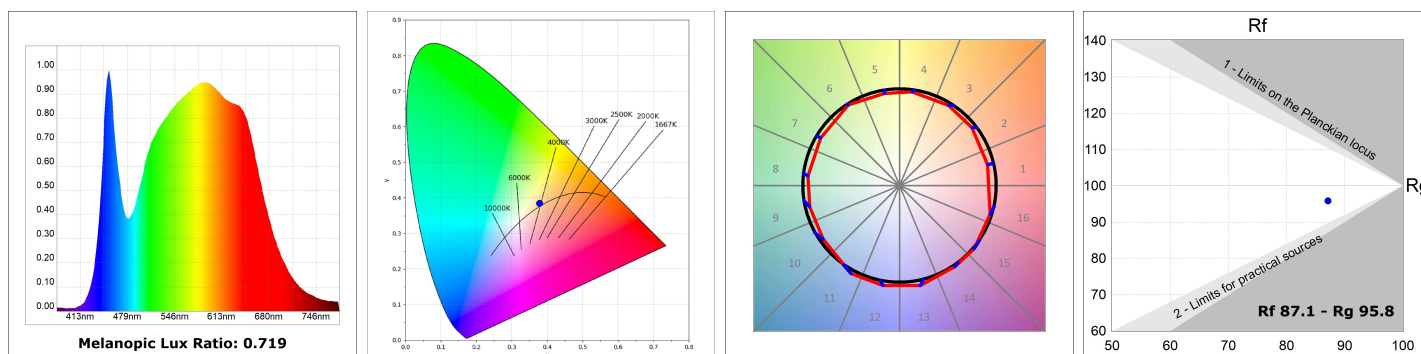 1.00
0.90
0.80
0.70
0.60
0.50
0.40
0.30
0.20
0.10
0.00
413nm 479nm 546nm 613nm 680nm 746nm
Melanopic Lux Ratio: 0.719
0.9
0.8
0.7
0.6
0.5
0.4
0.3
0.2
0.1
0.0
y
0.0 0.1 0.2 0.3 0.4 0.5 0.6 0.7 0.8
1667K
2000K
2500K
3000K
4000K
6000K
10000K
1
2
3
4
5
6
7
8
9
10
11
12
13
14
15
16
Rf
140
130
120
110
100
90
80
70
60
50 60 70 80 90 100
Rg
1 - Limits on the Planckian locus
2 - Limits for practical sources
Rf 87.1 - Rg 95.8